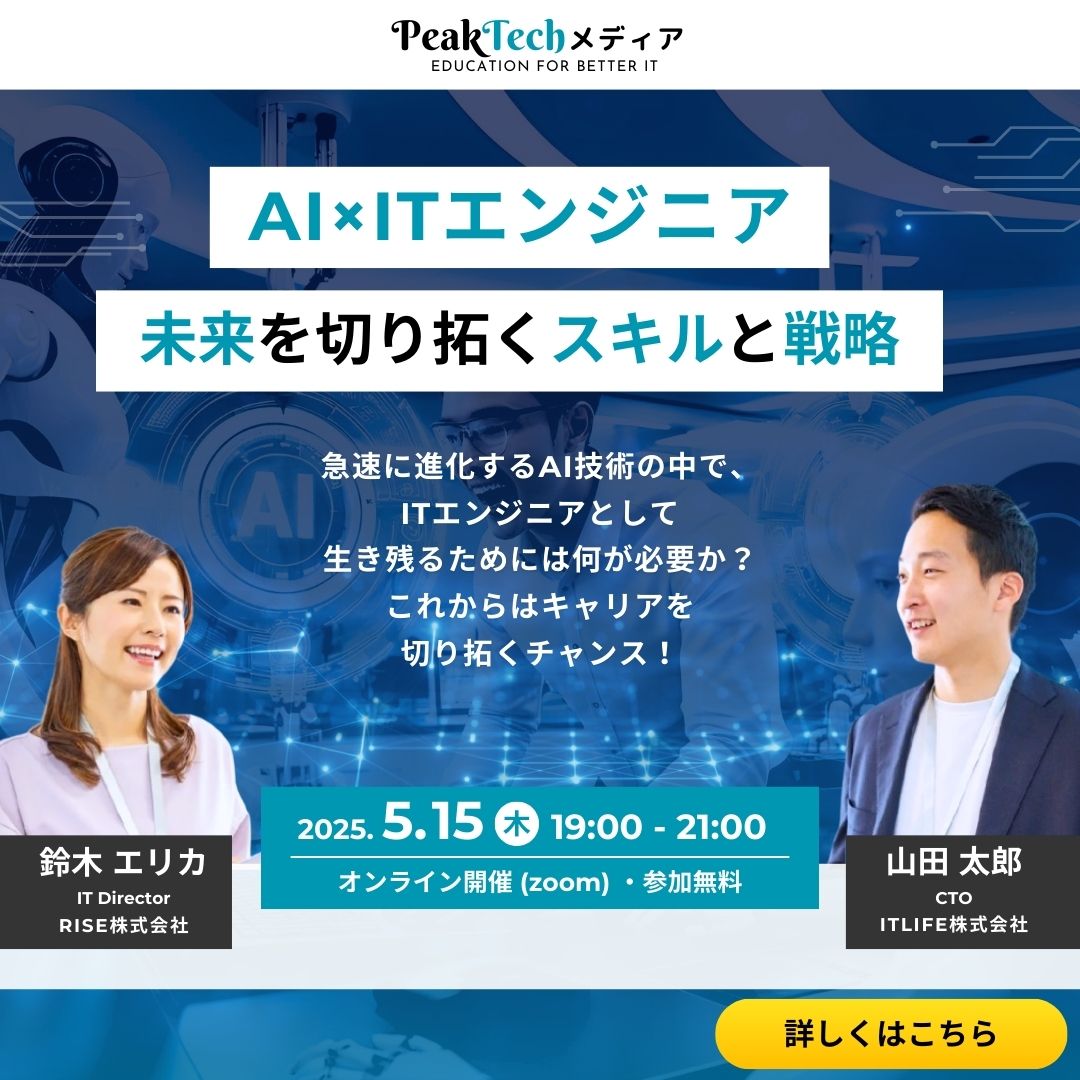 PeakTechメディア
EDUCATION FOR BETTER IT
AI×ITエンジニア
未来を切り拓くスキルと戦略
AI
急速に進化するAI技術の中で、
ITエンジニアとして
生き残るためには何が必要か？
これからはキャリアを
切り拓くチャンス！
2025. 5.15 木 19:00 - 21:00
オンライン開催 (zoom) ・参加無料
鈴木 エリカ
IT Director
RISE株式会社
山田 太郎
CTO
ITLIFE株式会社
詳しくはこちら